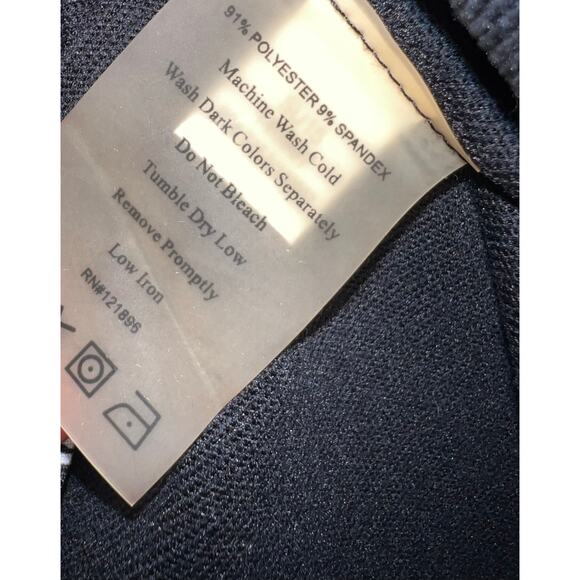 91% POLYESTER 9% SPANDEX
Machine Wash Cold
Wash Dark Colors Separately
Do Not Bleach
Tumble Dry Low
Remove Promptly
Low Iron
RN#121896